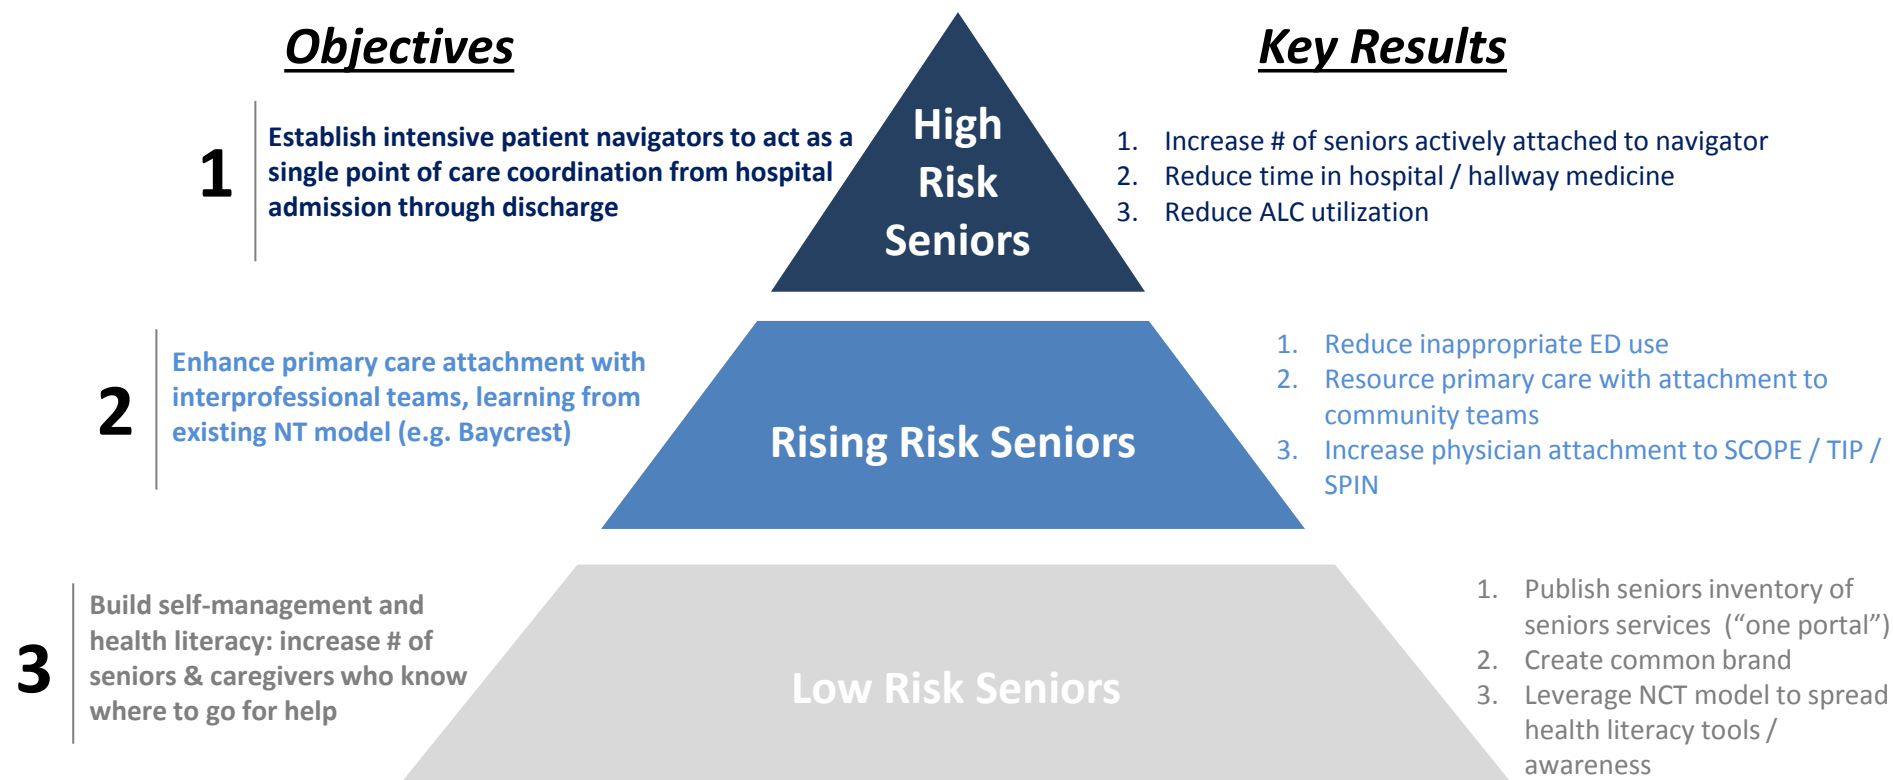 Objectives
Key Results
1
Establish intensive patient navigators to act as a
single point of care coordination from hospital
admission through discharge
High
Risk
Seniors
1. Increase # of seniors actively attached to navigator
2. Reduce time in hospital / hallway medicine
3. Reduce ALC utilization
2
Enhance primary care attachment with
interprofessional teams, learning from
existing NT model (e.g. Baycrest)
Rising Risk Seniors
1. Reduce inappropriate ED use
2. Resource primary care with attachment to
community teams
3. Increase physician attachment to SCOPE / TIP /
SPIN
3
Build self-management and
health literacy: increase # of
seniors & caregivers who know
where to go for help
Low Risk Seniors
1. Publish seniors inventory of
seniors services (“one portal”)
2. Create common brand
3. Leverage NCT model to spread
health literacy tools /
awareness